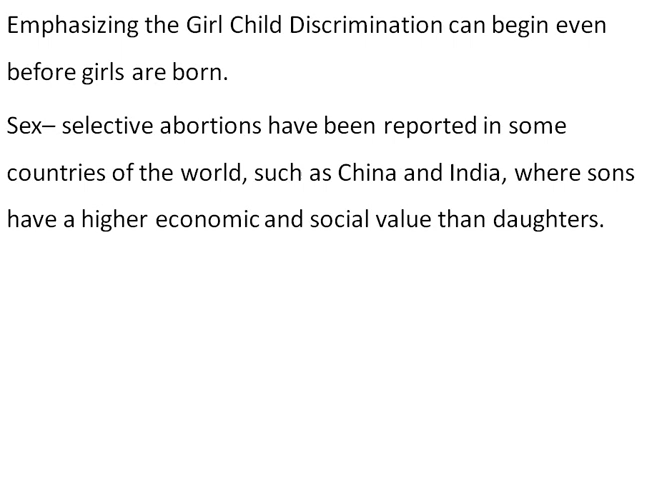 Emphasizing the Girl Child Discrimination can begin even
before girls are born.
Sex– selective abortions have been reported in some
countries of the world, such as China and India, where sons
have a higher economic and social value than daughters.